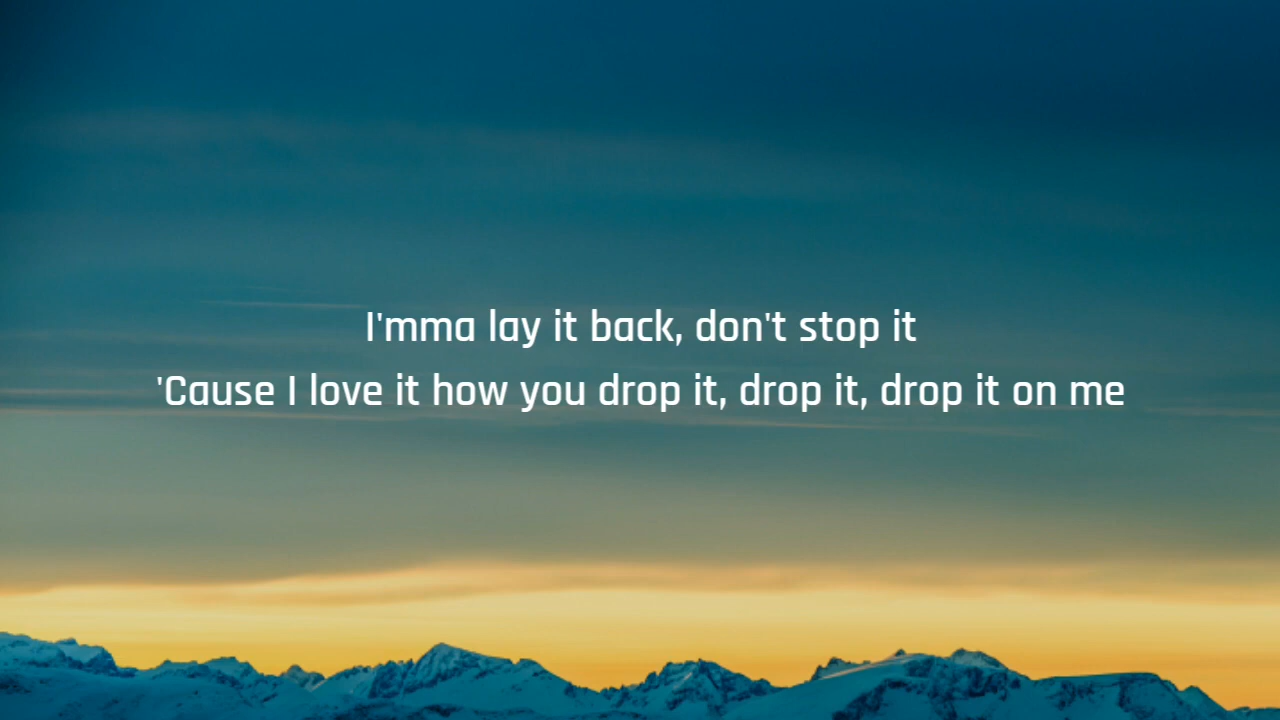 I'mma lay it back, don't stop it
'Cause I love it how you drop it, drop it, drop it on me